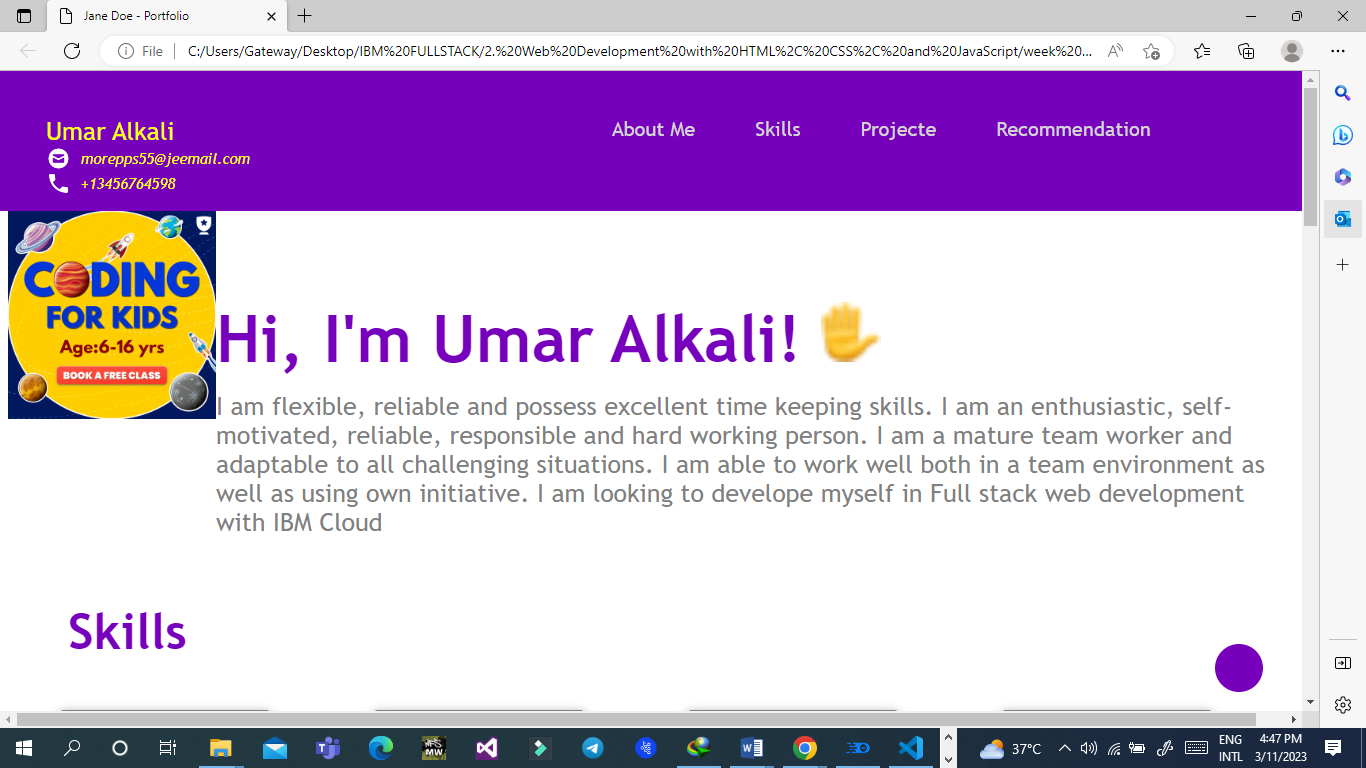 Jane Doe - Portfolio
File
C:/Users/Gateway/Desktop/IBM%20FULLSTACK/2.%20Web%20Development%20with%20HTML%2C%20CSS%2C%20and%20JavaScript/week%20...
Umar Alkali
morepps55@jeemail.com
+13456764598
About Me
Skills
Projecte
Recommendation
CODING
FOR KIDS
Age:6-16 yrs
BOOK A FREE CLASS
Hi, I'm Umar Alkali!
I am flexible, reliable and possess excellent time keeping skills. I am an enthusiastic, self-
motivated, reliable, responsible and hard working person. I am a mature team worker and
adaptable to all challenging situations. I am able to work well both in a team environment as
well as using own initiative. I am looking to develope myself in Full stack web development
with IBM Cloud
Skills
37°C
ENG
INTL
4:47 PM
3/11/2023